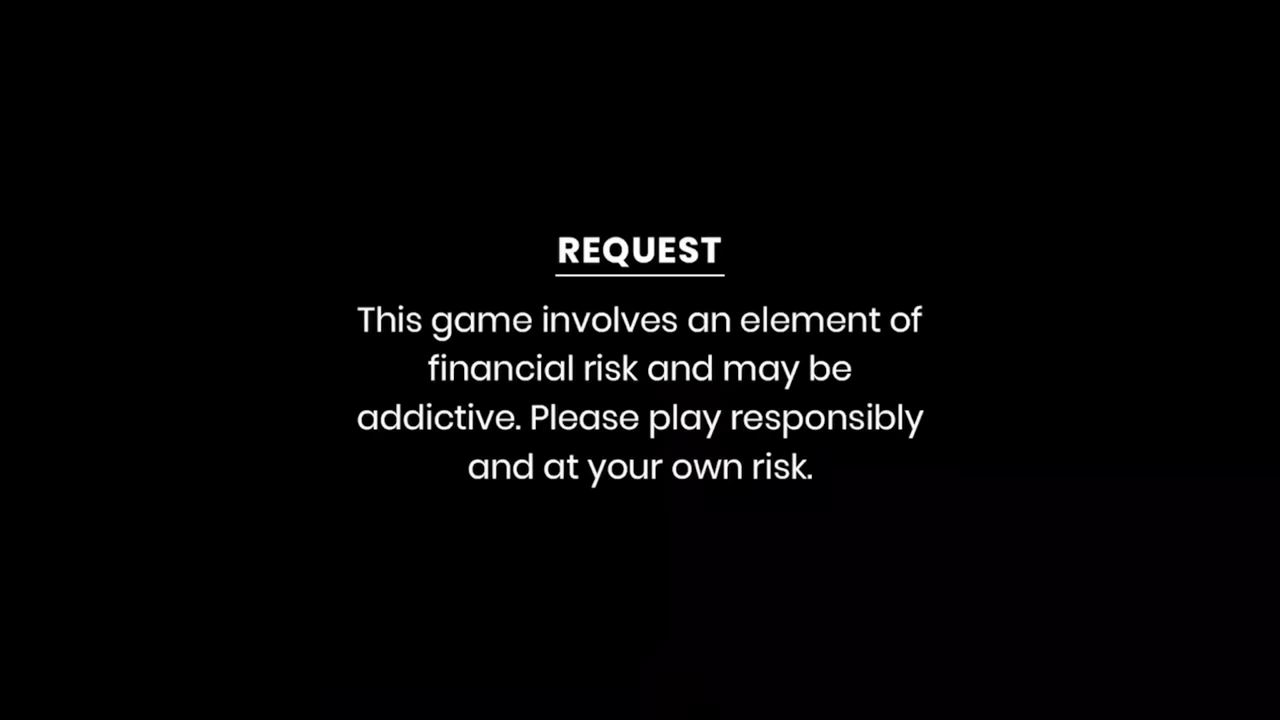 REQUEST
This game involves an element of
financial risk and may be
addictive. Please play responsibly
and at your own risk.